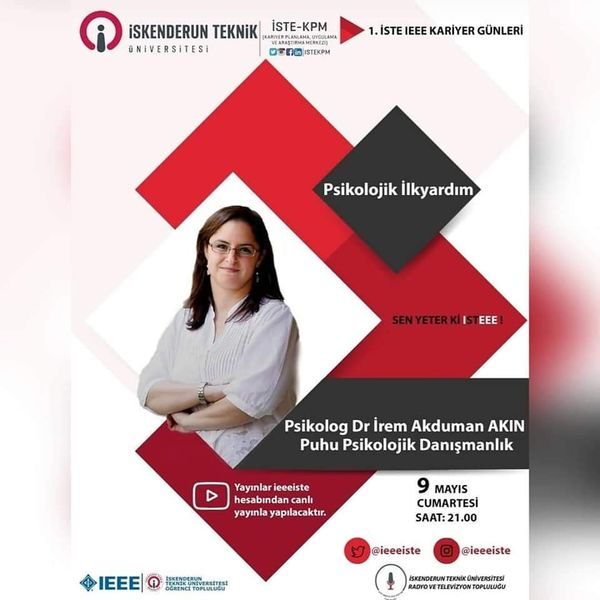 İSKENDERUN TEKNİK
ÜNİVERSİTESİ
İSTE-KPM
(KARİYER PLANLAMA, UYGULAMA
VE ARAŞTIRMA MERKEZİ)
İSTEKPM
1. İSTE IEEE KARİYER GÜNLERİ
Psikolojik İlkyardım
SEN YETER Kİ ISTEEE !
Psikolog Dr İrem Akduman AKIN
Puhu Psikolojik Danışmanlık
Yayınlar ieeeiste
hesabından canlı
yayınla yapılacaktır.
9 MAYIS
CUMARTESİ
SAAT: 21.00
@ieeeiste
@ieeeiste
IEEE
İSKENDERUN
TEKNİK ÜNİVERSİTESİ
ÖĞRENCİ TOPLULUĞU
İSKENDERUN TEKNİK ÜNİVERSİTESİ
RADYO VE TELEVİZYON TOPLULUĞU